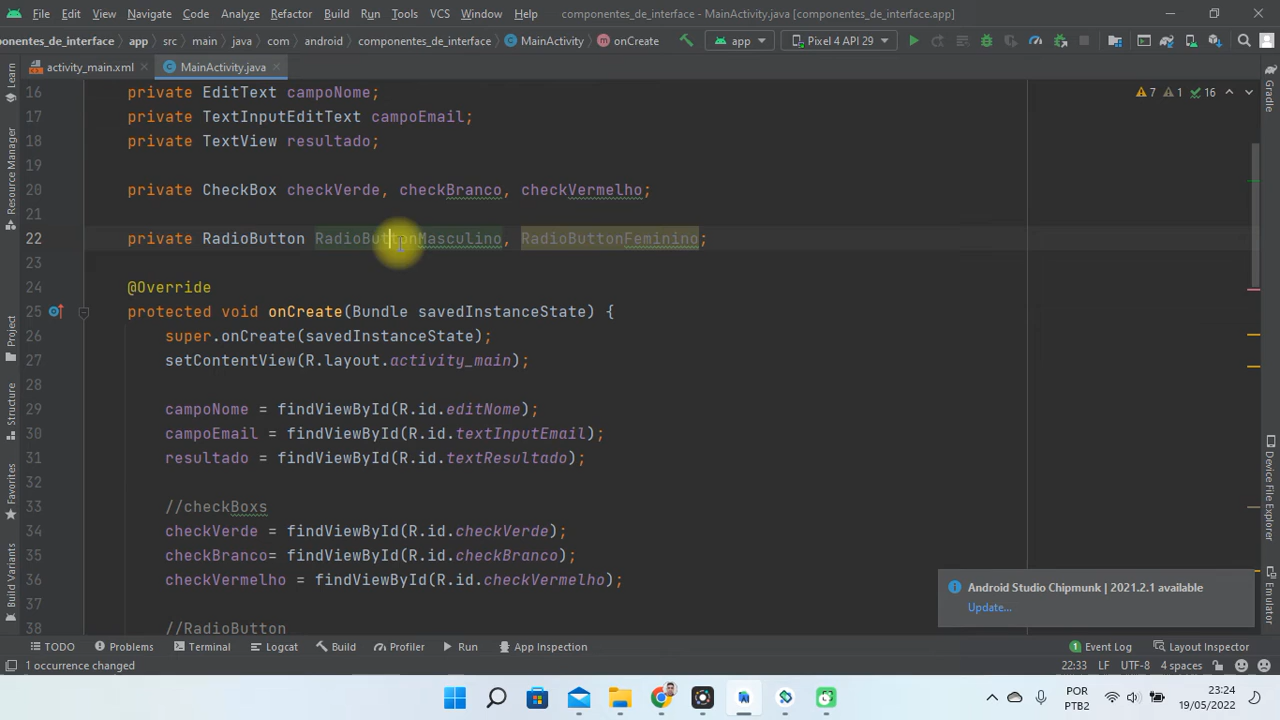 File Edit View Navigate Code Analyze Refactor Build Run Tools VCS Window Help componentes_de_interface - MainActivity.java [componentes_de_interface.app]
omponentes_de_interface app src main java com android componentes_de_interface MainActivity onCreate app Pixel 4 API 29
activity_main.xml MainActivity.java
16 private EditText campoNome; 7 1 16
17 private TextInputEditText campoEmail;
18 private TextView resultado;
19
20 private CheckBox checkVerde, checkBranco, checkVermelho;
21
22 private RadioButton RadioButtonMasculino, RadioButtonFeminino;
23
24 @Override
25 protected void onCreate(Bundle savedInstanceState) {
26 super.onCreate(savedInstanceState);
27 setContentView(R.layout.activity_main);
28
29 campoNome = findViewById(R.id.editNome);
30 campoEmail = findViewById(R.id.textInputEmail);
31 resultado = findViewById(R.id.textResultado);
32
33 //checkBoxs
34 checkVerde = findViewById(R.id.checkVerde);
35 checkBranco= findViewById(R.id.checkBranco);
36 checkVermelho = findViewById(R.id.checkVermelho);
37
38 //RadioButton
Learn
Resource Manager
Project
Structure
Favorites
Build Variants
Gradle
Device File Explorer
Emulator
Android Studio Chipmunk | 2021.2.1 available
Update...
TODO Problems Terminal Logcat Build Profiler Run App Inspection 1 Event Log Layout Inspector
1 occurrence changed 22:33 LF UTF-8 4 spaces
POR 23:24
PTB2 19/05/2022